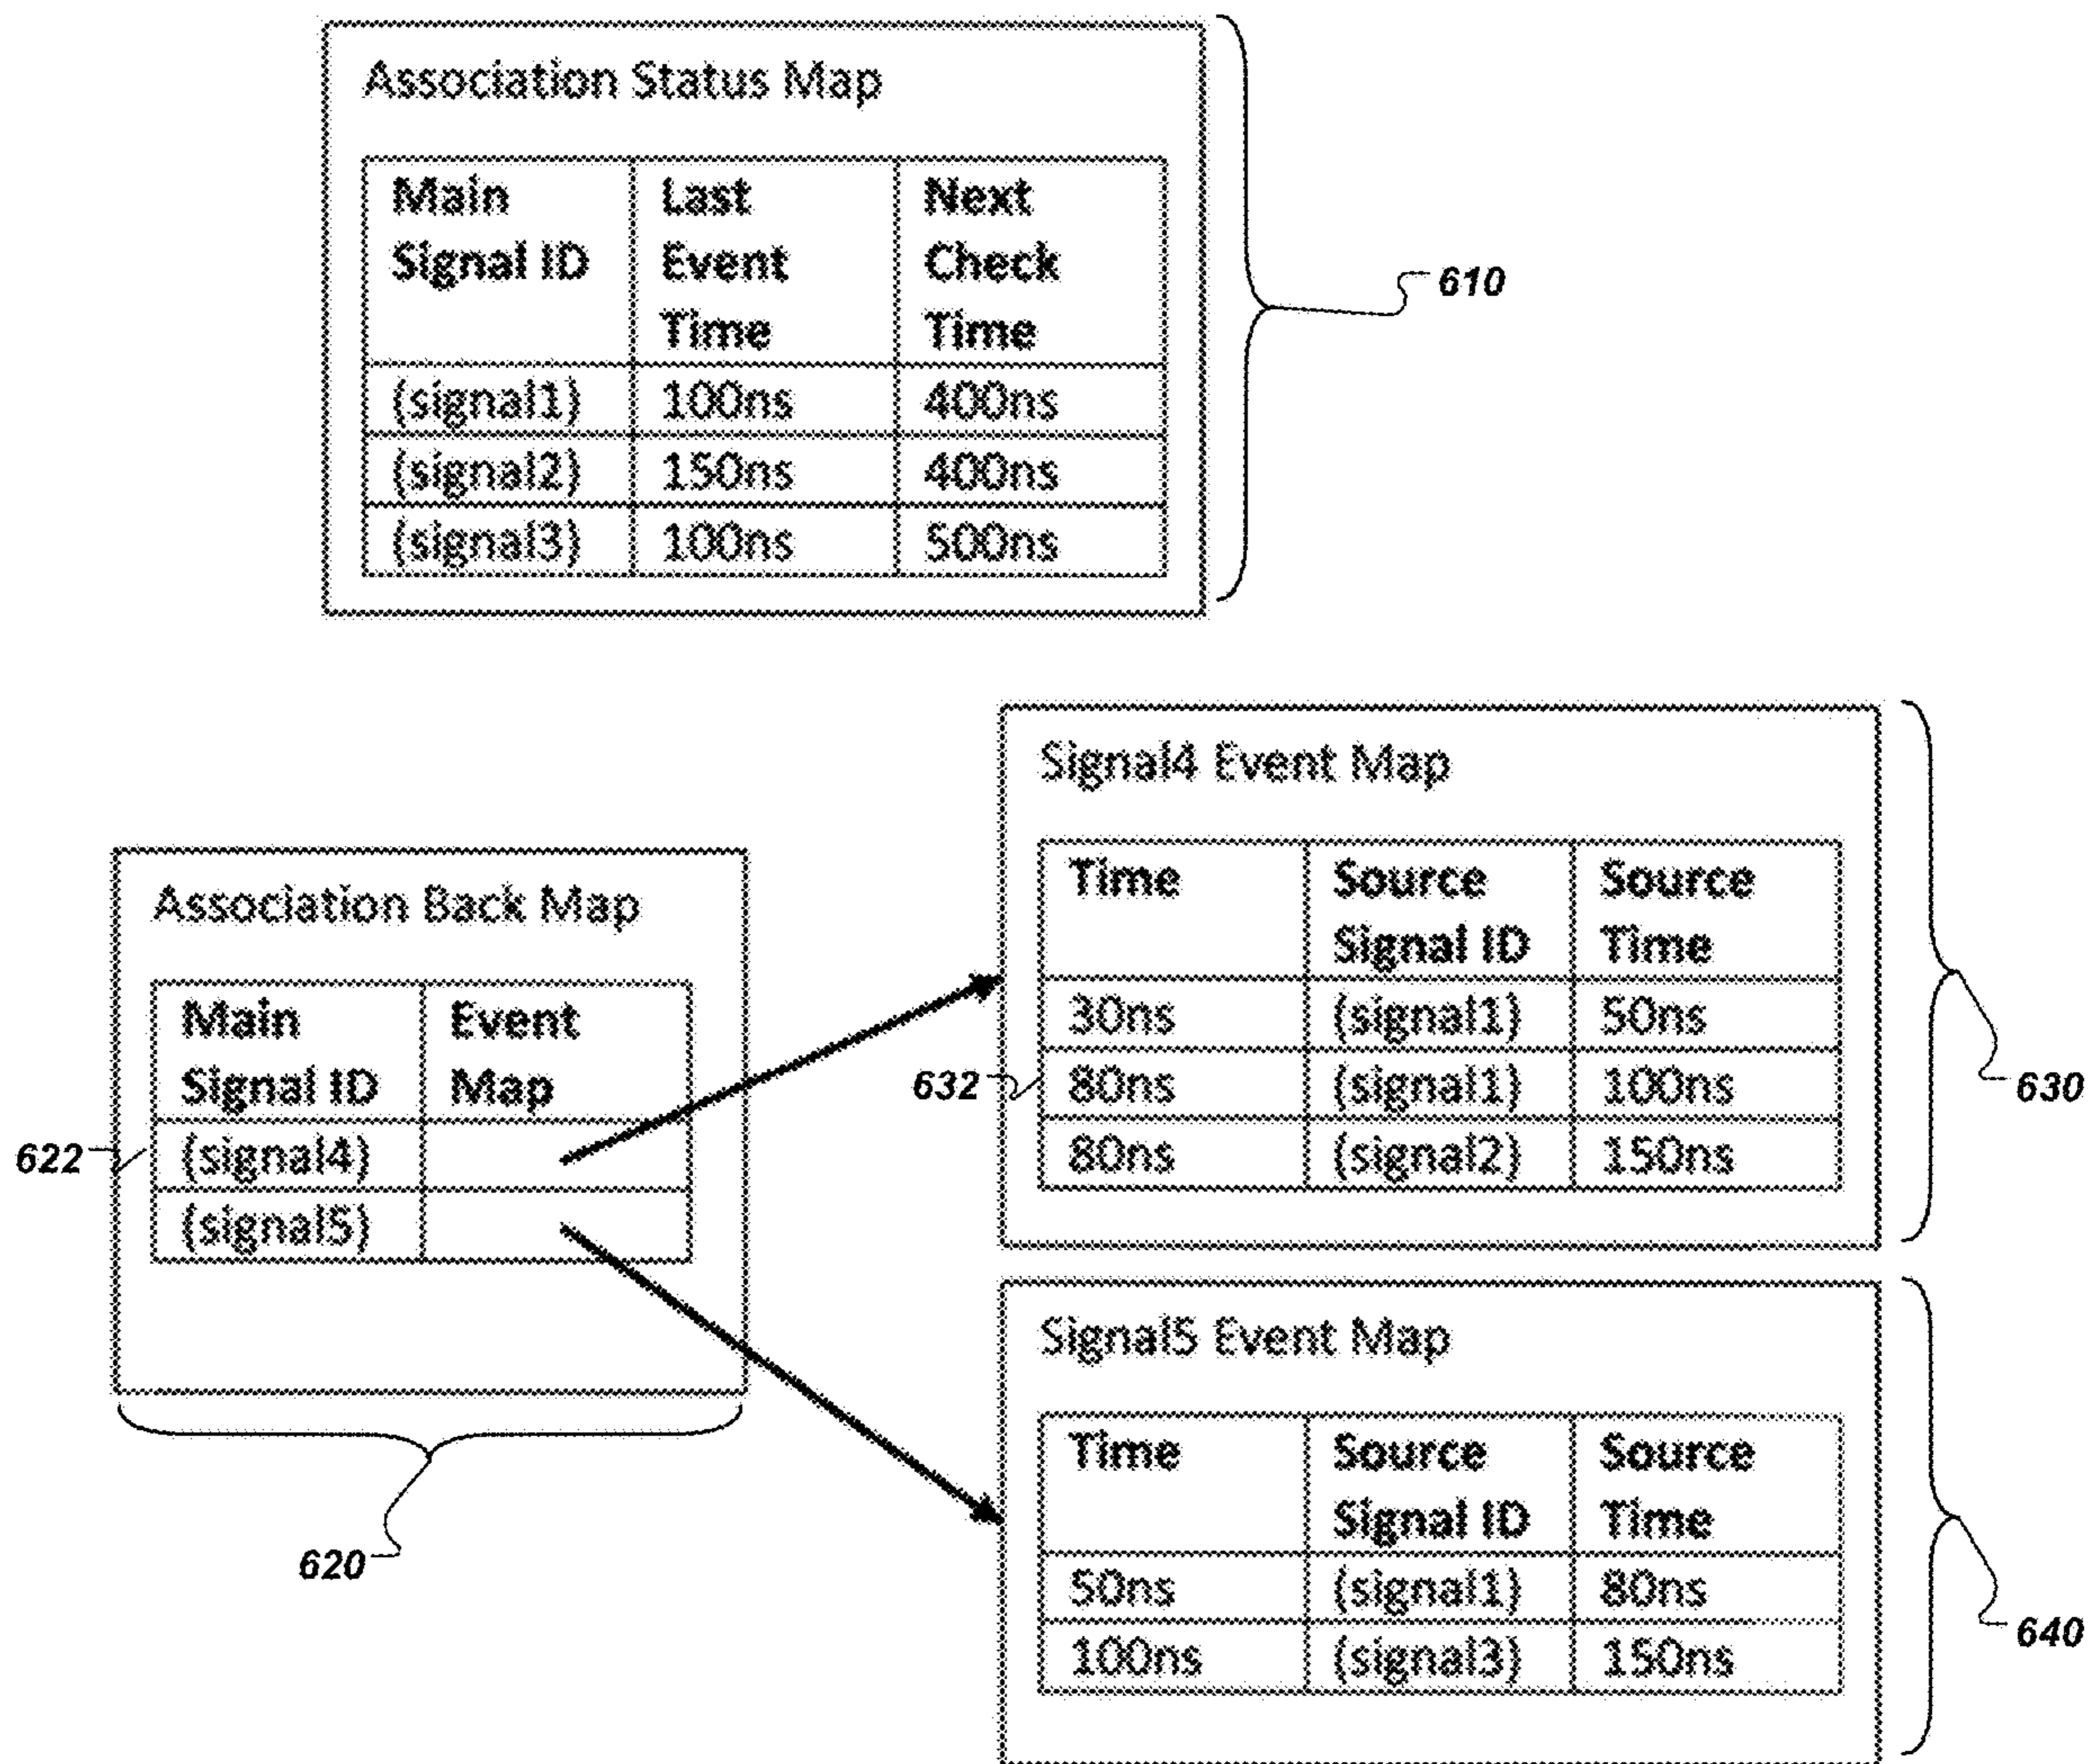 Association Status Map
Main Signal ID Last Event Time Next Check Time
(signal1) 100ns 400ns
(signal2) 150ns 400ns
(signal3) 100ns 500ns
610
Association Back Map
Main Signal ID Event Map
(signal4)
(signal5)
622
620
Signal4 Event Map
Time Source Signal ID Source Time
30ns (signal1) 50ns
80ns (signal1) 100ns
80ns (signal2) 150ns
632
630
Signal5 Event Map
Time Source Signal ID Source Time
50ns (signal1) 80ns
100ns (signal3) 150ns
640